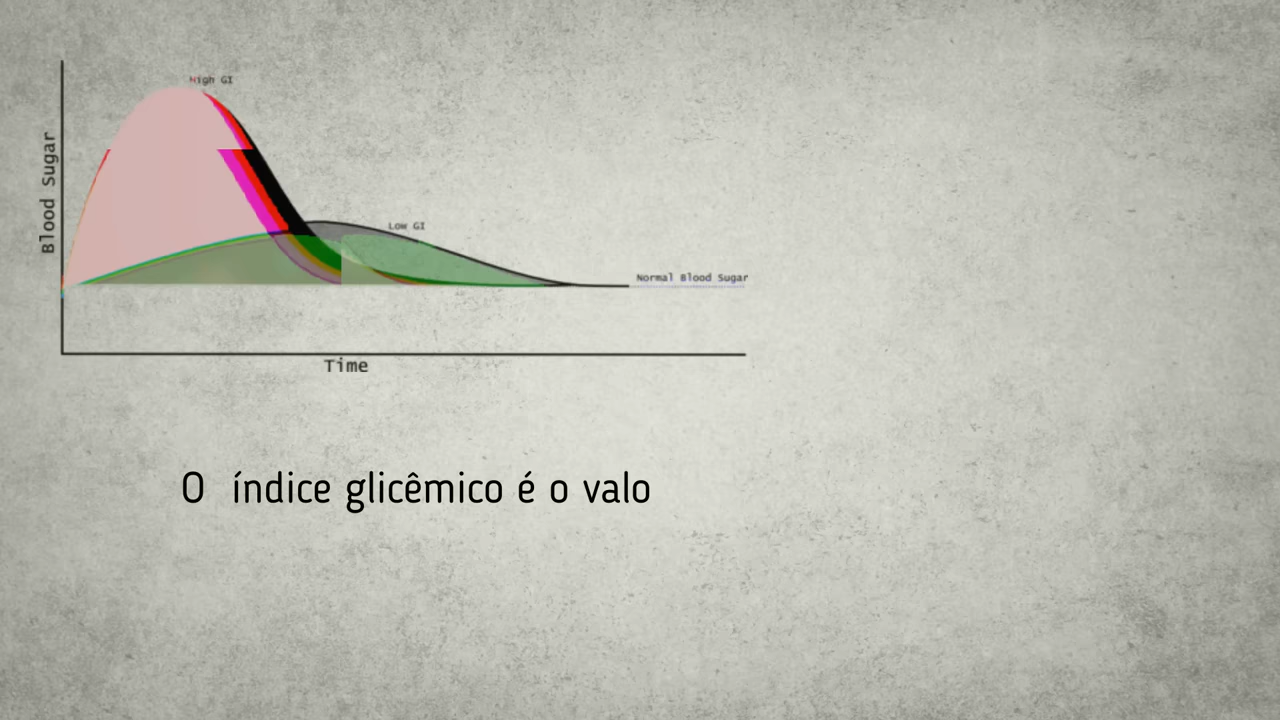 High GI
Blood Sugar
Low GI
Normal Blood Sugar
Time
O índice glicêmico é o valo